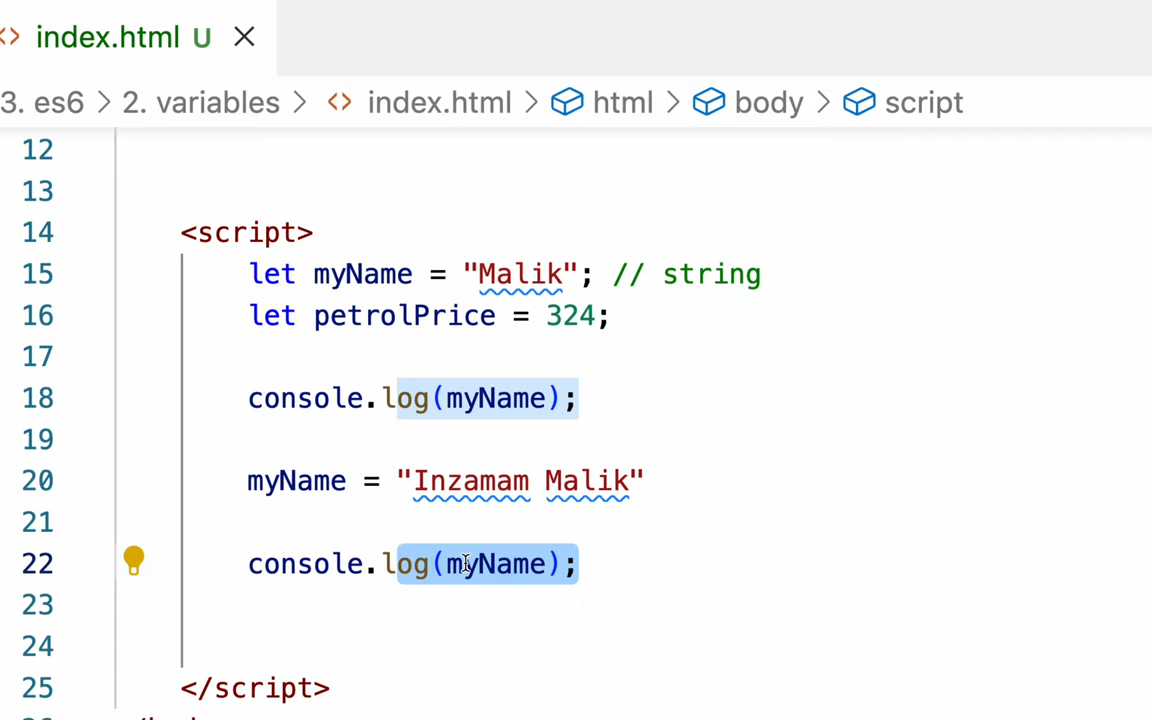 index.html U
3. es6 > 2. variables > <> index.html > html > body > script
12
13
14 <script>
15 let myName = "Malik"; // string
16 let petrolPrice = 324;
17
18 console.log(myName);
19
20 myName = "Inzamam Malik"
21
22 console.log(myName);
23
24
25 </script>